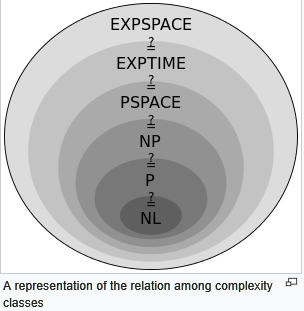 EXPSPACE
?
=
EXPTIME
?
=
PSPACE
?
=
NP
?
=
P
?
=
NL
A representation of the relation among complexity
classes